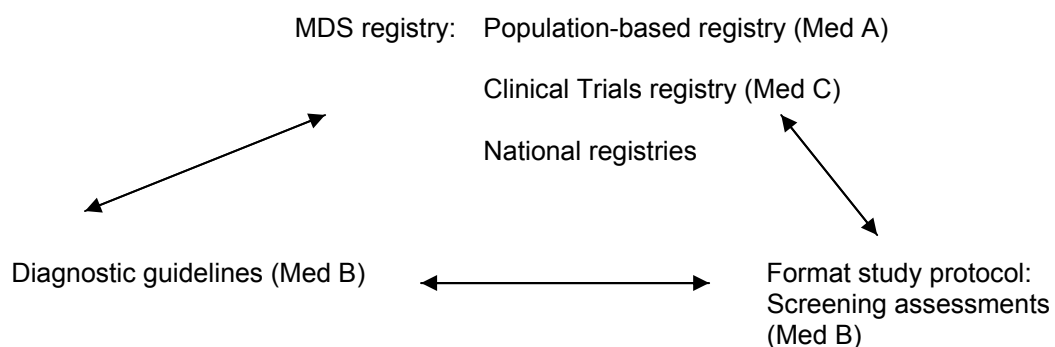 MDS registry: Population-based registry (Med A)
Clinical Trials registry (Med C)
National registries
Diagnostic guidelines (Med B)
Format study protocol:
Screening assessments
(Med B)